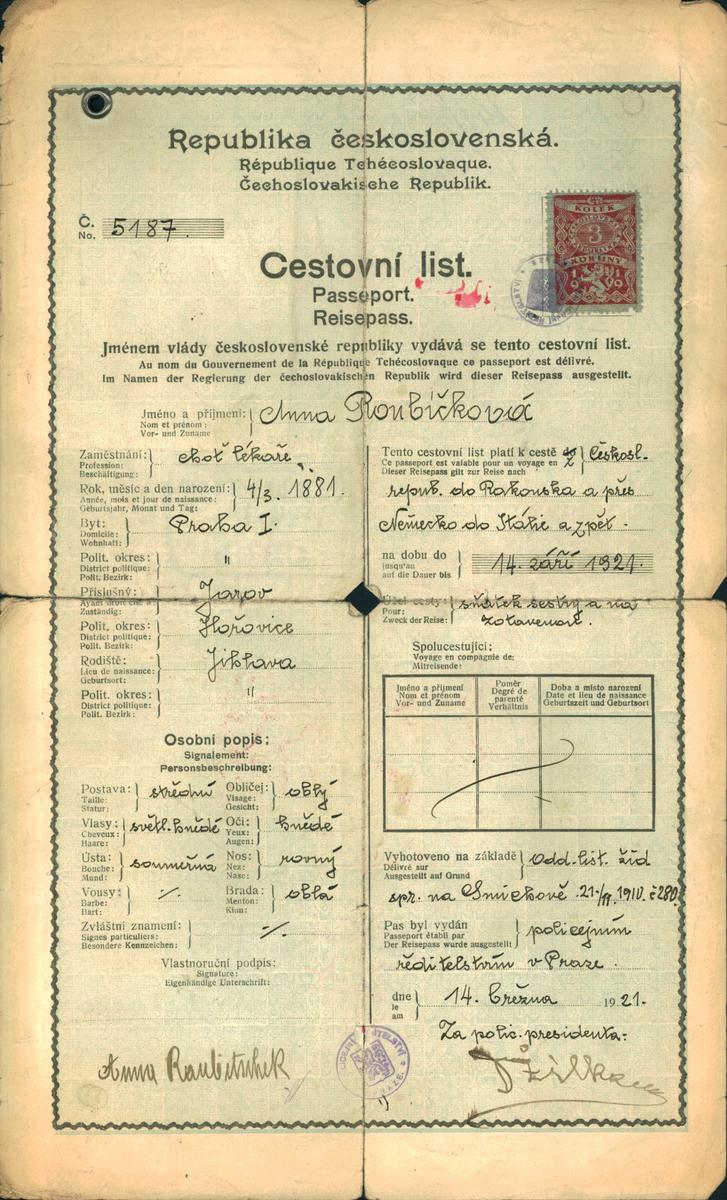 Republika československá.
République Tchécoslovaque.
Čechoslovakische Republik.
Č.
No. 5187.
KOLEK
3
KORUNY
Cestovní list.
Passeport.
Reisepass.
Jménem vlády československé republiky vydává se tento cestovní list.
Au nom du Gouvernement de la République Tchécoslovaque ce passeport est délivré.
Im Namen der Regierung der čechoslovakischen Republik wird dieser Reisepass ausgestellt.
Jméno a příjmení: Anna Roubíčková
Nom et prénom:
Vor- und Zuname
Zaměstnání: choť lékaře
Profession:
Beschäftigung:
Rok, měsíc a den narození: 4/3. 1881.
Année, mois et jour de naissance:
Geburtsjahr, Monat und Tag:
Byt: Praha I.
Domicile:
Wohnhaft:
Polit. okres: "
District politique:
Polit. Bezirk:
Příslušný: Jarov
Ayant droit cité à
Zuständig:
Polit. okres: Hořovice
District politique:
Polit. Bezirk:
Rodiště: Jihlava
Lieu de naissance:
Geburtsort:
Polit. okres: "
District politique:
Polit. Bezirk:
Osobní popis:
Signalement:
Personsbeschreibung:
Postava: střední Obličej: oblý
Taille: Visage:
Statur: Gesicht:
Vlasy: světl. hnědé Oči: hnědé
Cheveux: Yeux:
Haare: Augen:
Ústa: souměrná Nos: rovný
Bouche: Nez:
Mund: Nase:
Vousy: ·/. Brada: oblá
Barbe: Menton:
Bart: Kinn:
Zvláštní znamení: ·/.
Signes particuliers:
Besondere Kennzeichen:
Vlastnoruční podpis:
Signature:
Eigenhändige Unterschrift:
Anna Raubitschek
Tento cestovní list platí k cestě z Českosl.
Ce passeport est valable pour un voyage en
Dieser Reisepass gilt zur Reise nach
repub. do Rakouska a přes
Německo do Itálie a zpět.
na dobu do 14. září 1921.
jusqu'au
auf die Dauer bis
Účel cesty: sňatek sestry a na
Pour: zotavenou.
Zweck der Reise:
Spolucestující:
Voyage en compagnie de:
Mitreisende:
Jméno a příjmení Poměr Doba a místo narození
Nom et prénom Degré de parenté Date et lieu de naissance
Vor- und Zuname Verhältnis Geburtszeit und Geburtsort
Vyhotoveno na základě odd. list. žid
Délivré sur
Ausgestellt auf Grund
spr. na Smíchově 21./ 1910. č 280
Pas byl vydán policejním
Passeport établi par
Der Reisepass wurde ausgestellt
ředitelstvím v Praze.
dne 14. března 1921.
le
am
Za polic. presidenta: